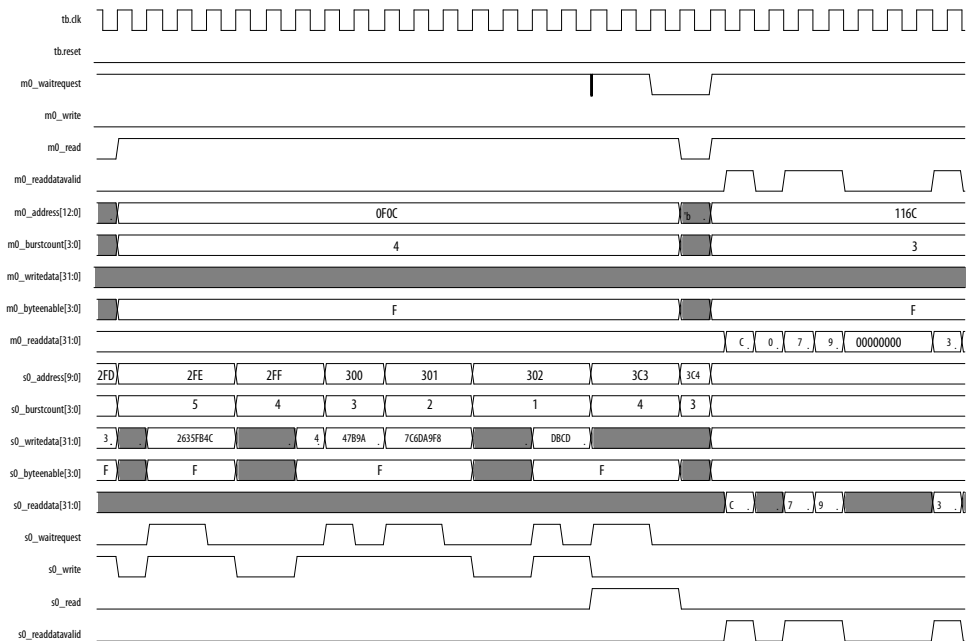 tb.clk
tb.reset
m0_waitrequest
m0_write
m0_read
m0_readdatavalid
m0_address[12:0] . 0F0C "b . 116C
m0_burstcount[3:0] 4 3
m0_writedata[31:0]
m0_byteenable[3:0] F F
m0_readdata[31:0] C . 0 . 7 . 9 . 00000000 3 .
s0_address[9:0] 2FD 2FE 2FF 300 301 302 3C3 3C4
s0_burstcount[3:0] 5 4 3 2 1 4 3
s0_writedata[31:0] 3 . . 2635FB4C . 4 . 47B9A . 7C6DA9F8 . DBCD .
s0_byteenable[3:0] F F F F
s0_readdata[31:0] C . . 7 . 9 . . 3 .
s0_waitrequest
s0_write
s0_read
s0_readdatavalid